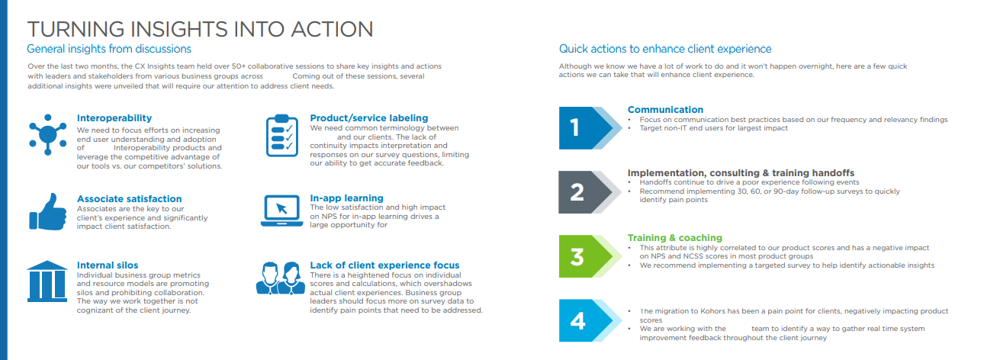 TURNING INSIGHTS INTO ACTION
General insights from discussions
Over the last two months, the CX Insights team held over 50+ collaborative sessions to share key insights and actions
with leaders and stakeholders from various business groups across Coming out of these sessions, several
additional insights were unveiled that will require our attention to address client needs.
Interoperability
We need to focus efforts on increasing
end user understanding and adoption
of Interoperability products and
leverage the competitive advantage of
our tools vs. our competitors' solutions.
Product/service labeling
We need common terminology between
and our clients. The lack of
continuity impacts interpretation and
responses on our survey questions, limiting
our ability to get accurate feedback.
Associate satisfaction
Associates are the key to our
client's experience and significantly
impact client satisfaction.
In-app learning
The low satisfaction and high impact
on NPS for in-app learning drives a
large opportunity for
Internal silos
Individual business group metrics
and resource models are promoting
silos and prohibiting collaboration.
The way we work together is not
cognizant of the client journey.
Lack of client experience focus
There is a heightened focus on individual
scores and calculations, which overshadows
actual client experiences. Business group
leaders should focus more on survey data to
identify pain points that need to be addressed.
Quick actions to enhance client experience
Although we know we have a lot of work to do and it won't happen overnight, here are a few quick
actions we can take that will enhance client experience.
1
Communication
• Focus on communication best practices based on our frequency and relevancy findings
• Target non-IT end users for largest impact
2
Implementation, consulting & training handoffs
• Handoffs continue to drive a poor experience following events
• Recommend implementing 30, 60, or 90-day follow-up surveys to quickly
identify pain points
3
Training & coaching
• This attribute is highly correlated to our product scores and has a negative impact
on NPS and NCSS scores in most product groups
• We recommend implementing a targeted survey to help identify actionable insights
4
• The migration to Kohors has been a pain point for clients, negatively impacting product
scores
• We are working with the team to identify a way to gather real time system
improvement feedback throughout the client journey